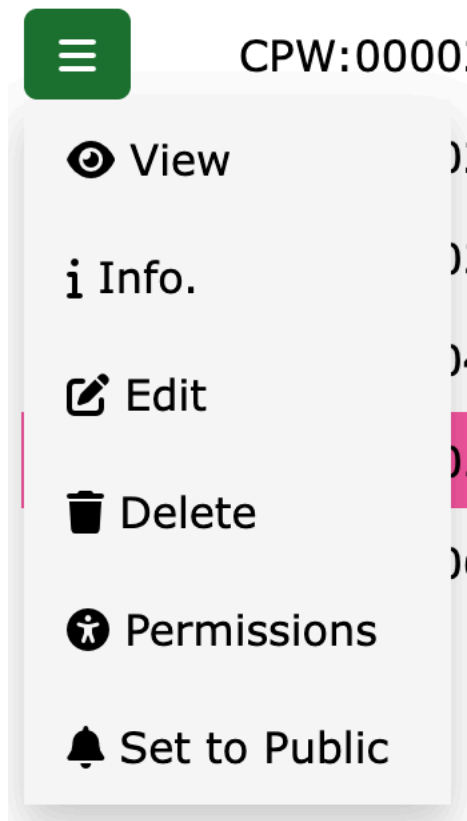 CPW:0000
View
Info.
Edit
Delete
Permissions
Set to Public